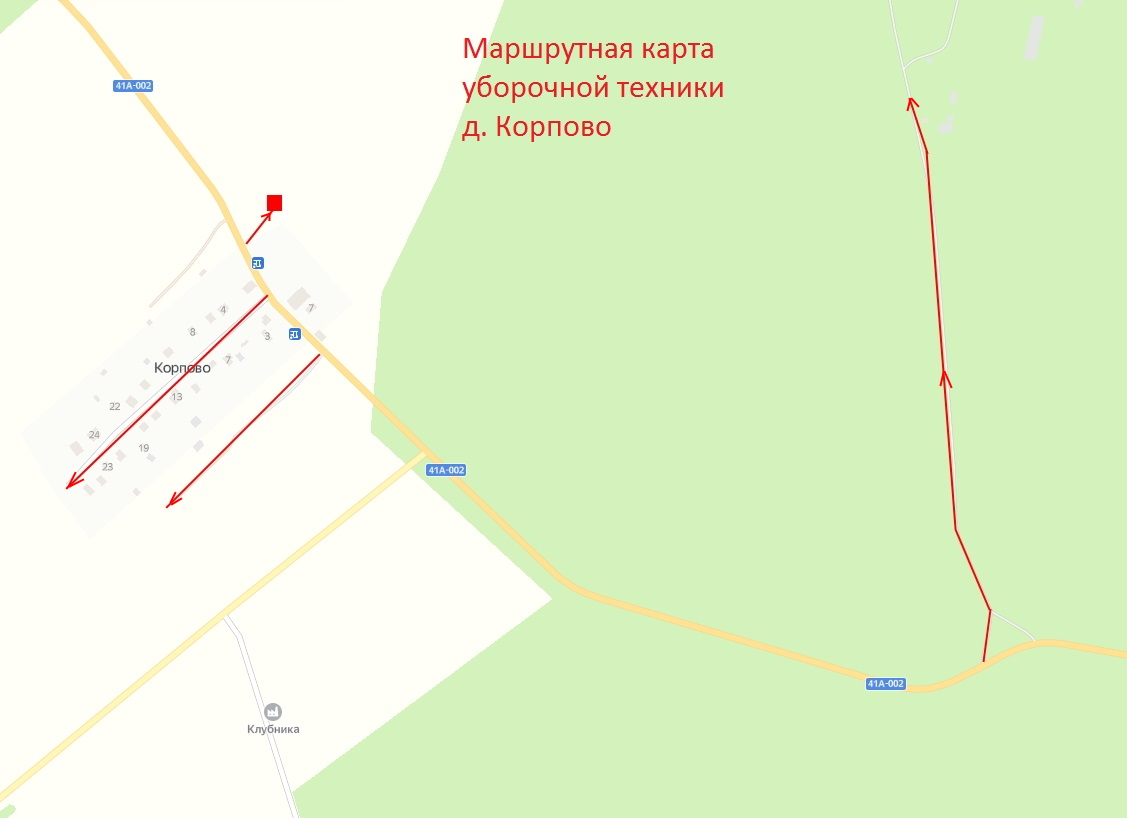 Маршрутная карта
уборочной техники
д. Корпово
41А-002
4
7
8
3
7
Корпово
13
22
24
19
23
41А-002
41А-002
Клубника